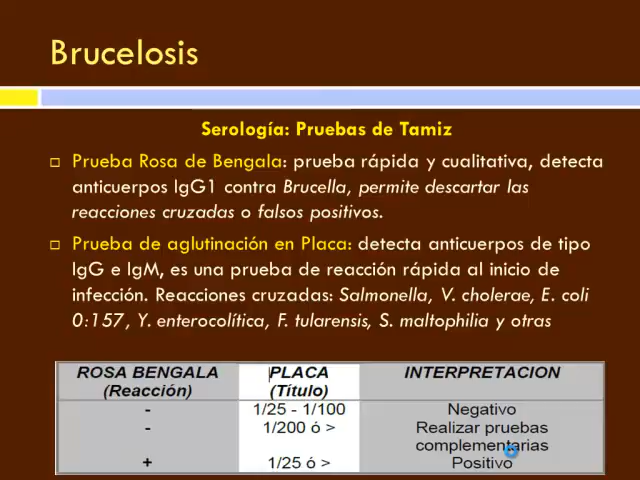 Brucelosis
Serología: Pruebas de Tamiz
Prueba Rosa de Bengala: prueba rápida y cualitativa, detecta
anticuerpos IgG1 contra Brucella, permite descartar las
reacciones cruzadas o falsos positivos.
Prueba de aglutinación en Placa: detecta anticuerpos de tipo
IgG e IgM, es una prueba de reacción rápida al inicio de
infección. Reacciones cruzadas: Salmonella, V. cholerae, E. coli
0:157, Y. enterocolítica, F. tularensis, S. maltophilia y otras
ROSA BENGALA PLACA INTERPRETACION
(Reacción) (Título)
- 1/25 - 1/100 Negativo
- 1/200 ó > Realizar pruebas
complementarias
+ 1/25 ó > Positivo